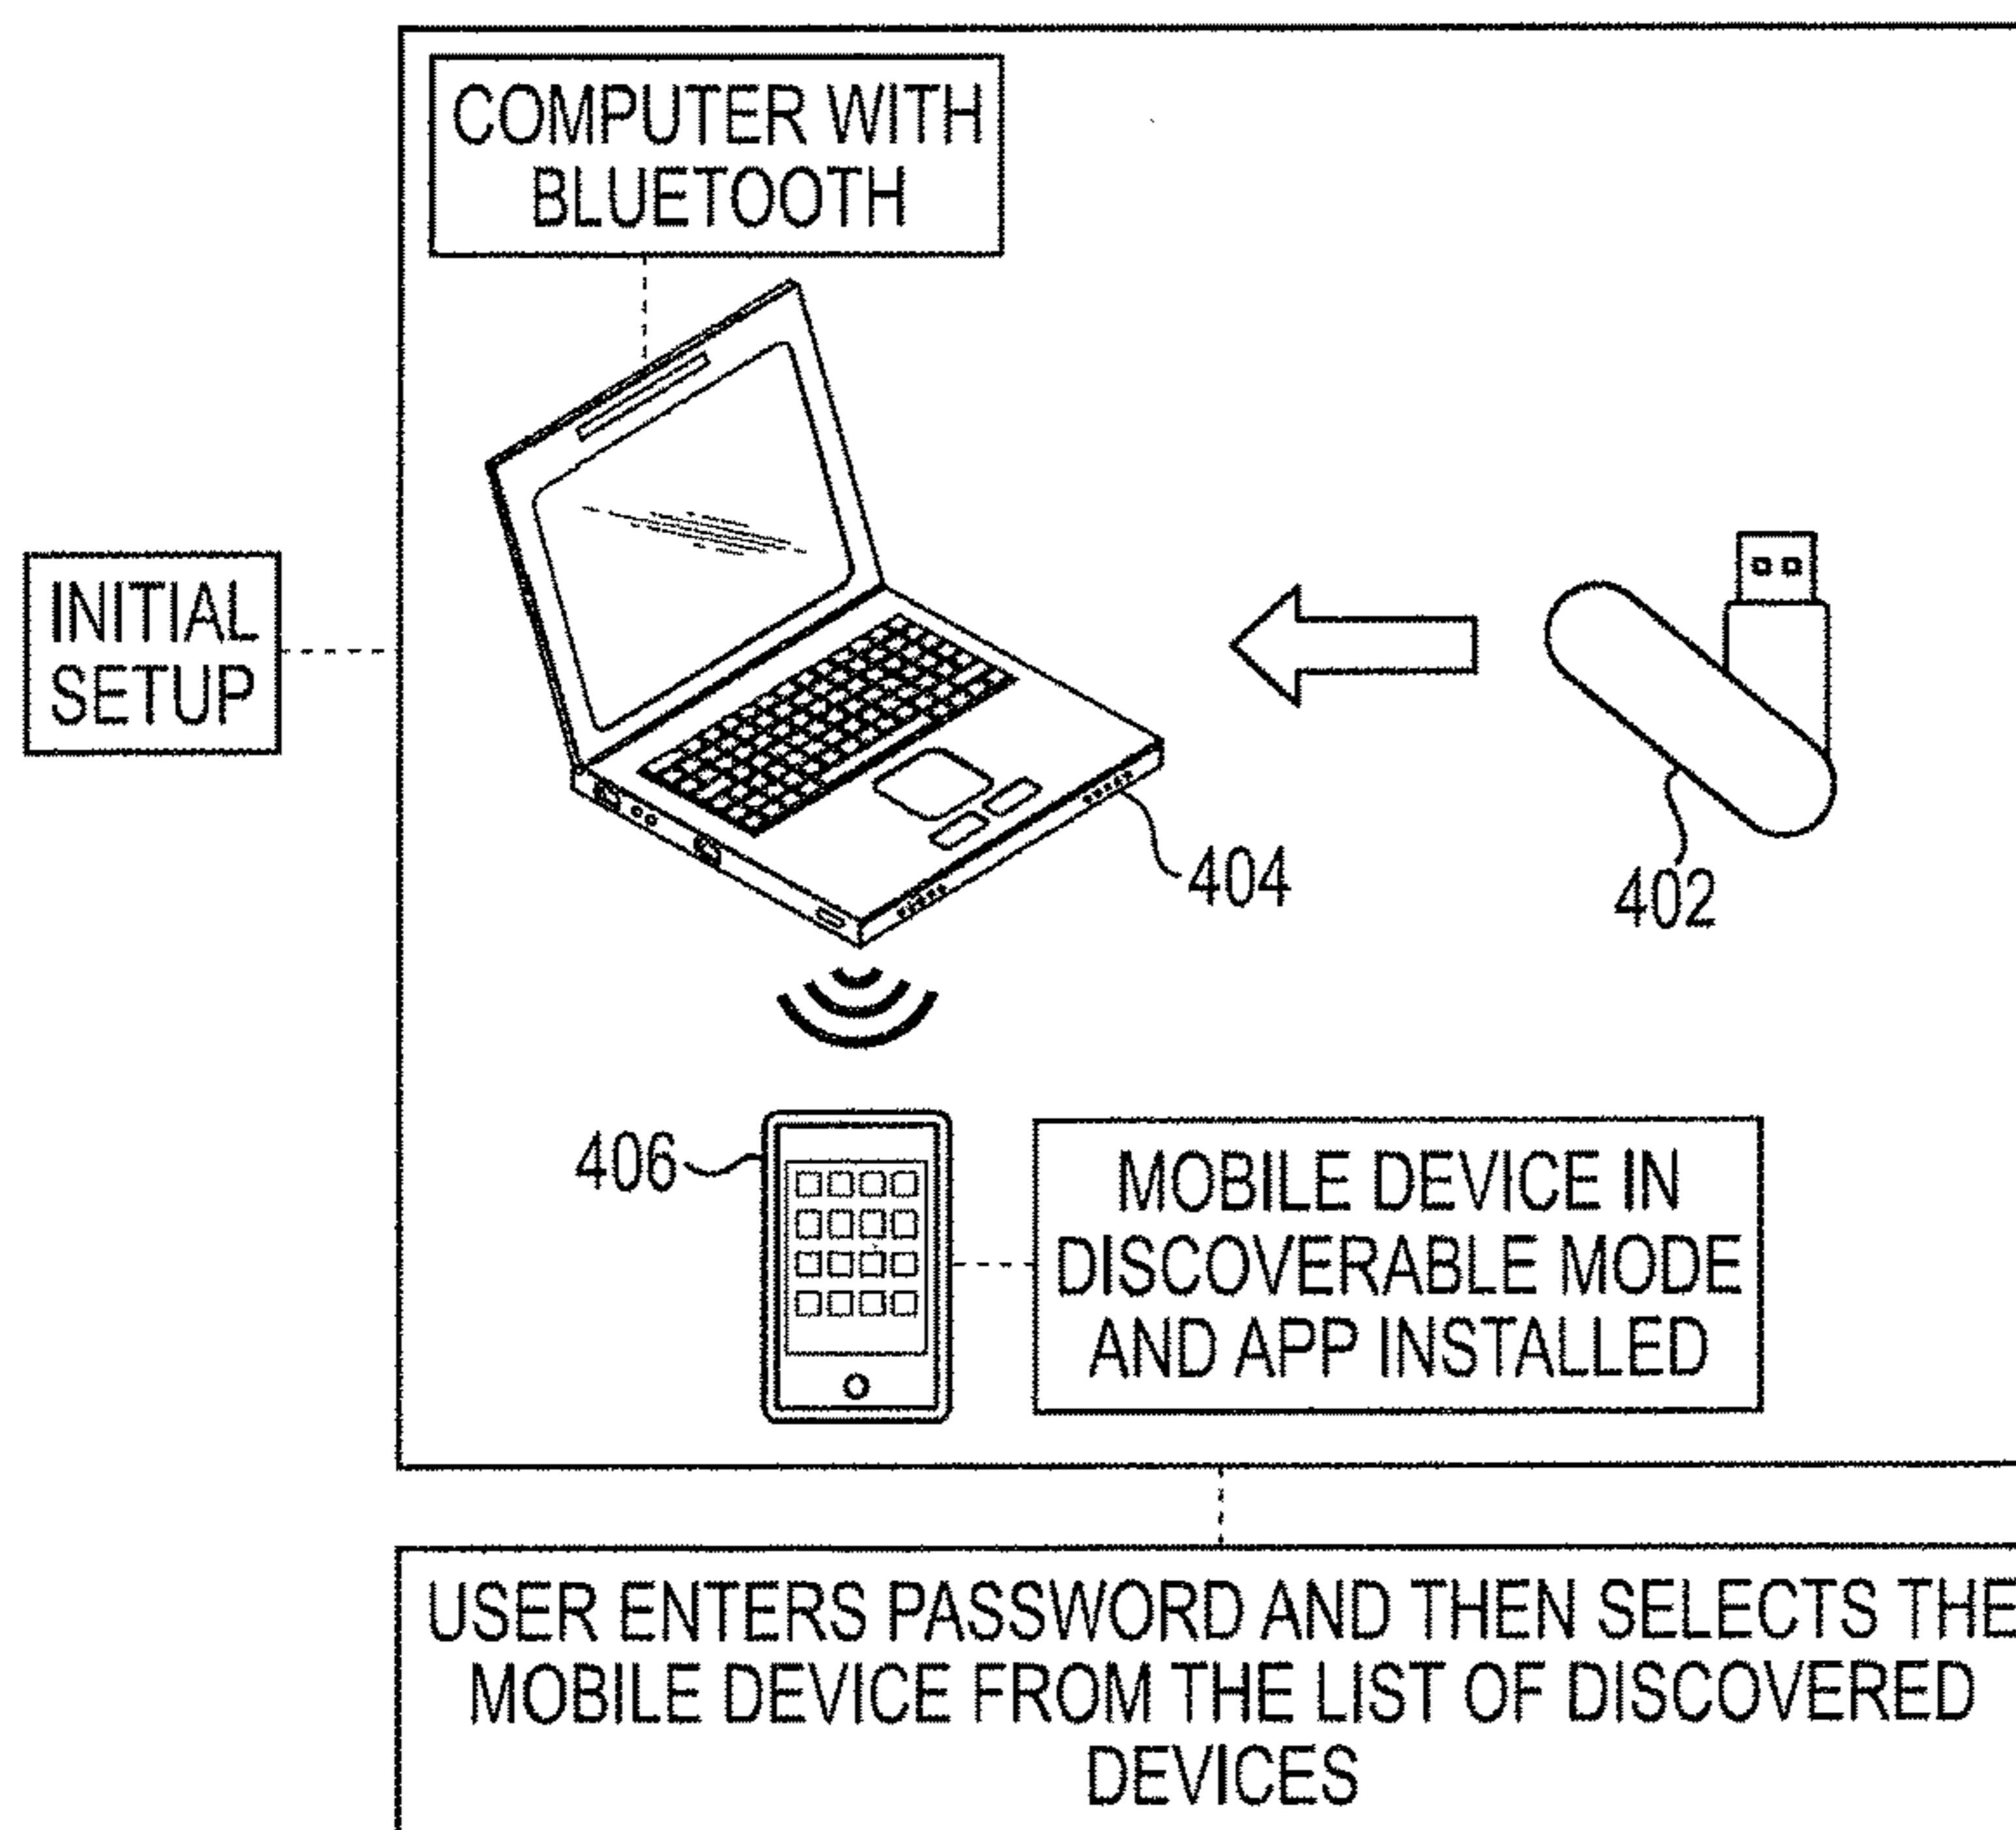 COMPUTER WITH
BLUETOOTH
INITIAL
SETUP
404
402
406
MOBILE DEVICE IN
DISCOVERABLE MODE
AND APP INSTALLED
USER ENTERS PASSWORD AND THEN SELECTS THE
MOBILE DEVICE FROM THE LIST OF DISCOVERED
DEVICES